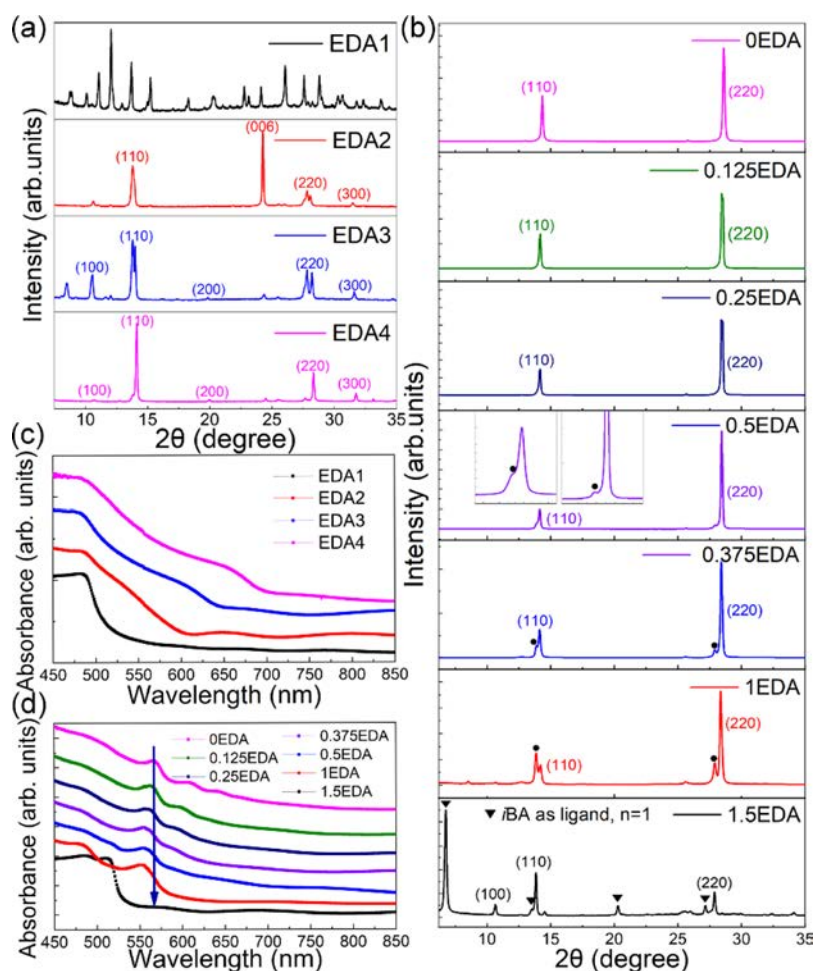 (a)
EDA1
EDA2
(110)
(006)
(220)
(300)
EDA3
(100)
(110)
(200)
(220)
(300)
EDA4
(100)
(110)
(200)
(220)
(300)
7.5 10 15 20 25 30 35
2θ (degree)
Intensity (arb.units)
(b)
0EDA
(110)
(220)
0.125EDA
(110)
(220)
0.25EDA
(110)
(220)
0.5EDA
(110)
(220)
0.375EDA
(110)
(220)
1EDA
(110)
(220)
▼ iBA as ligand, n=1
1.5EDA
(100)
(110)
(220)
10 15 20 25 30 35
2θ (degree)
Intensity (arb.units)
(c)
EDA1
EDA2
EDA3
EDA4
450 500 550 600 650 700 750 800 850
Wavelength (nm)
Absorbance (arb. units)
(d)
0EDA
0.125EDA
0.25EDA
0.375EDA
0.5EDA
1EDA
1.5EDA
450 500 550 600 650 700 750 800 850
Wavelength (nm)
Absorbance (arb. units)